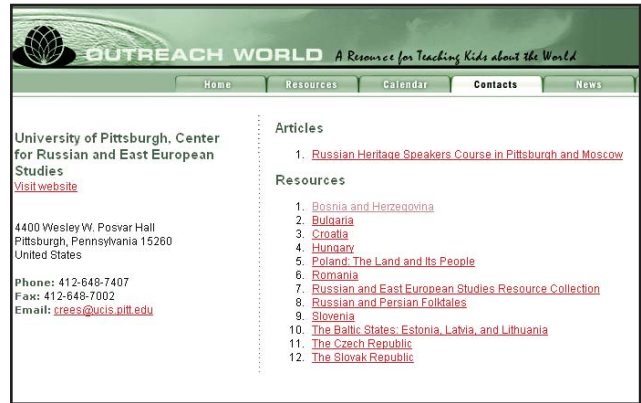 OUTREACH WORLD A Resource for Teaching Kids about the World
Home Resources Calendar Contacts News
University of Pittsburgh, Center
for Russian and East European
Studies
Visit website
4400 Wesley W. Posvar Hall
Pittsburgh, Pennsylvania 15260
United States
Phone: 412-648-7407
Fax: 412-648-7002
Email: crees@ucis.pitt.edu
Articles
1. Russian Heritage Speakers Course in Pittsburgh and Moscow
Resources
1. Bosnia and Herzegovina
2. Bulgaria
3. Croatia
4. Hungary
5. Poland: The Land and Its People
6. Romania
7. Russian and East European Studies Resource Collection
8. Russian and Persian Folktales
9. Slovenia
10. The Baltic States: Estonia, Latvia, and Lithuania
11. The Czech Republic
12. The Slovak Republic